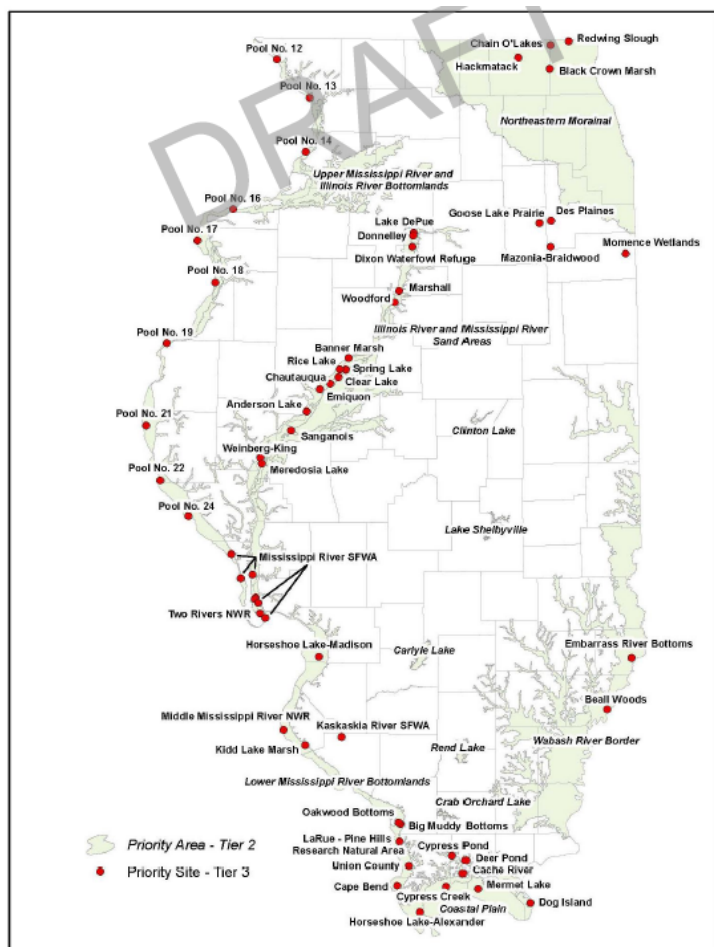 DRAFT
Pool No. 12
Chain O'Lakes
Redwing Slough
Hackmatack
Black Crown Marsh
Pool No. 13
Northeastern Morainal
Pool No. 14
Upper Mississippi River and
Illinois River Bottomlands
Pool No. 16
Lake DePue
Goose Lake Prairie
Des Plaines
Pool No. 17
Donnelley
Dixon Waterfowl Refuge
Mazonia-Braidwood
Momence Wetlands
Pool No. 18
Marshall
Woodford
Illinois River and Mississippi River
Sand Areas
Pool No. 19
Banner Marsh
Rice Lake
Spring Lake
Chautauqua
Clear Lake
Emiquon
Anderson Lake
Pool No. 21
Sanganois
Clinton Lake
Weinberg-King
Meredosia Lake
Pool No. 22
Pool No. 24
Lake Shelbyville
Mississippi River SFWA
Two Rivers NWR
Horseshoe Lake-Madison
Carlyle Lake
Embarrass River Bottoms
Beall Woods
Middle Mississippi River NWR
Kaskaskia River SFWA
Kidd Lake Marsh
Rend Lake
Wabash River Border
Lower Mississippi River Bottomlands
Crab Orchard Lake
Oakwood Bottoms
Big Muddy Bottoms
LaRue - Pine Hills
Research Natural Area
Cypress Pond
Deer Pond
Union County
Cache River
Cape Bend
Cypress Creek
Mermet Lake
Coastal Plain
Dog Island
Horseshoe Lake-Alexander
Priority Area - Tier 2
Priority Site - Tier 3